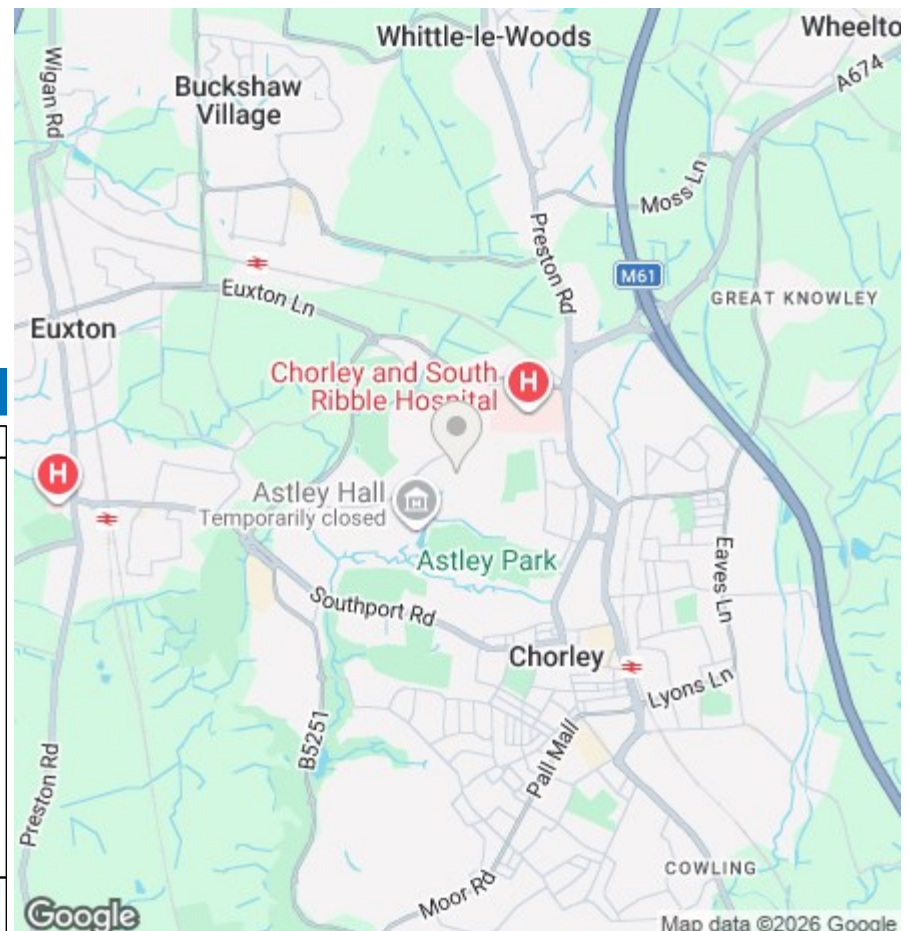 Whittle-le-Woods
Wheelto
Wigan Rd
Buckshaw
Village
A674
Moss Ln
Preston Rd
M61
Euxton Ln
GREAT KNOWLEY
Euxton
Chorley and South
Ribble Hospital
H
H
Astley Hall
Temporarily closed
Astley Park
Eaves Ln
Southport Rd
Chorley
Lyons Ln
B5251
Pall Mall
Preston Rd
COWLING
Moor Rd
Google
Map data ©2026 Google